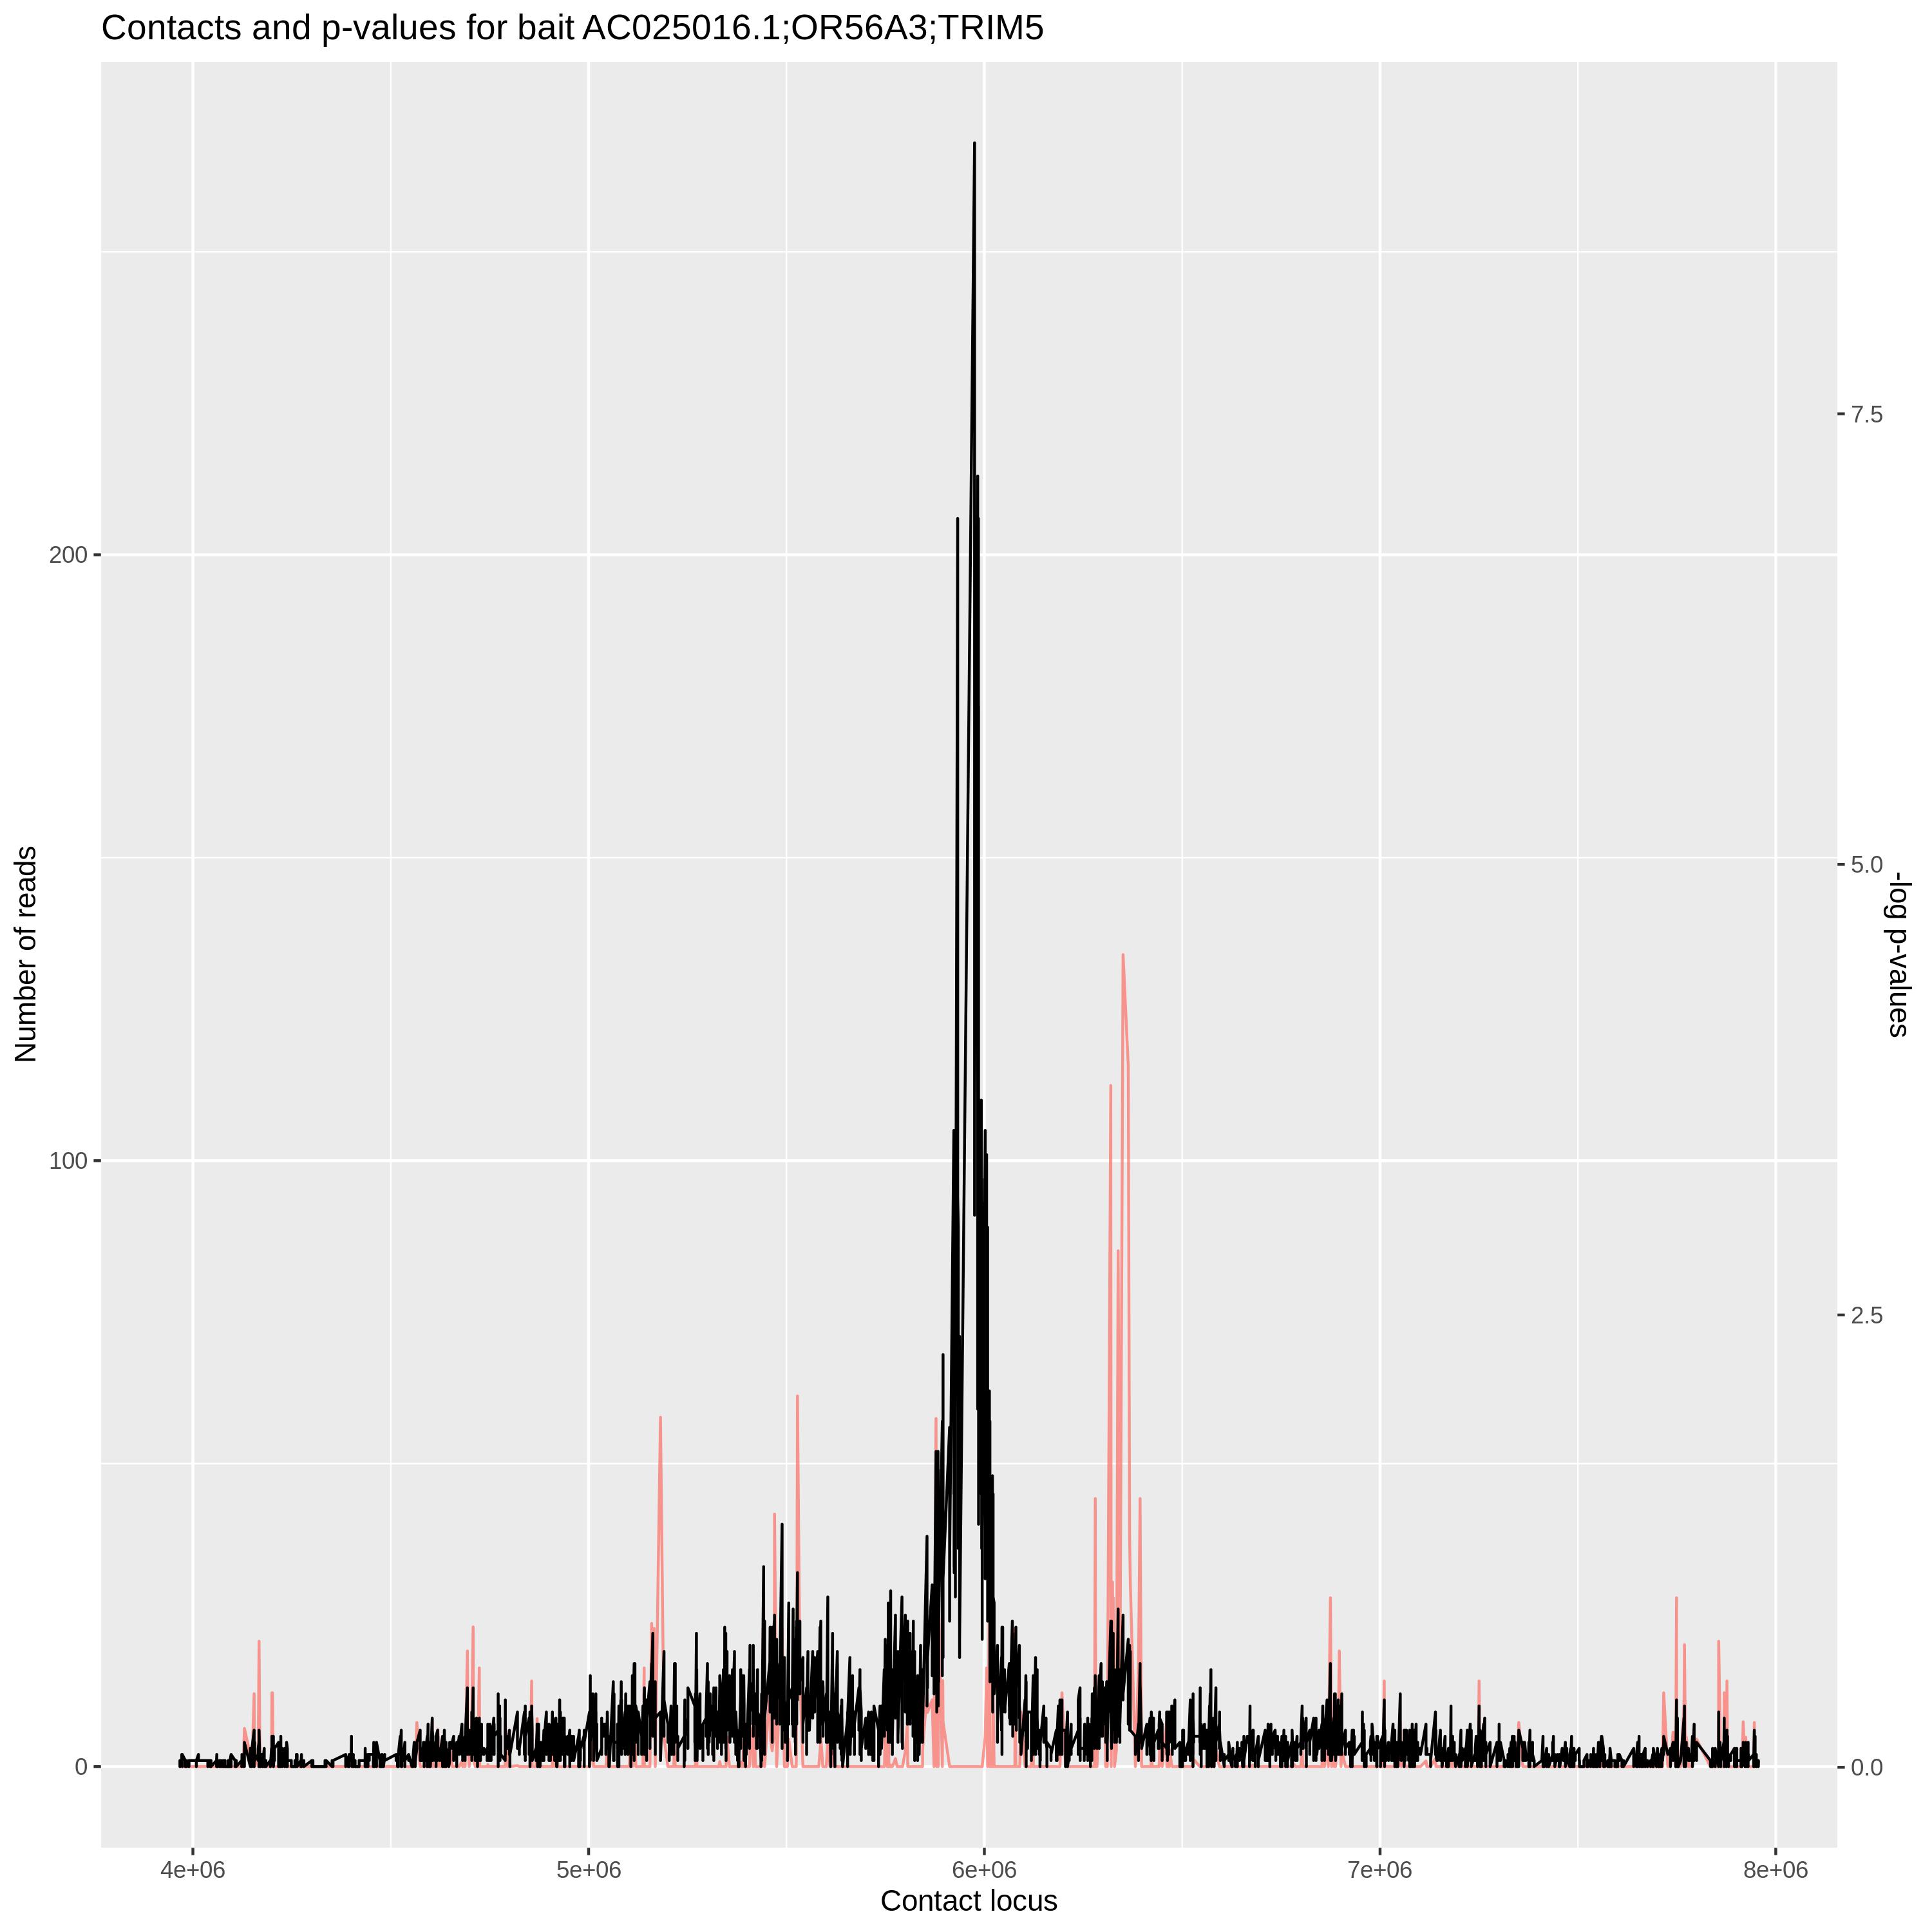 Contacts and p-values for bait AC025016.1;OR56A3;TRIM5
Number of reads
200
100
0
7.5
5.0
2.5
0.0
-log p-values
4e+06 5e+06 6e+06 7e+06 8e+06
Contact locus